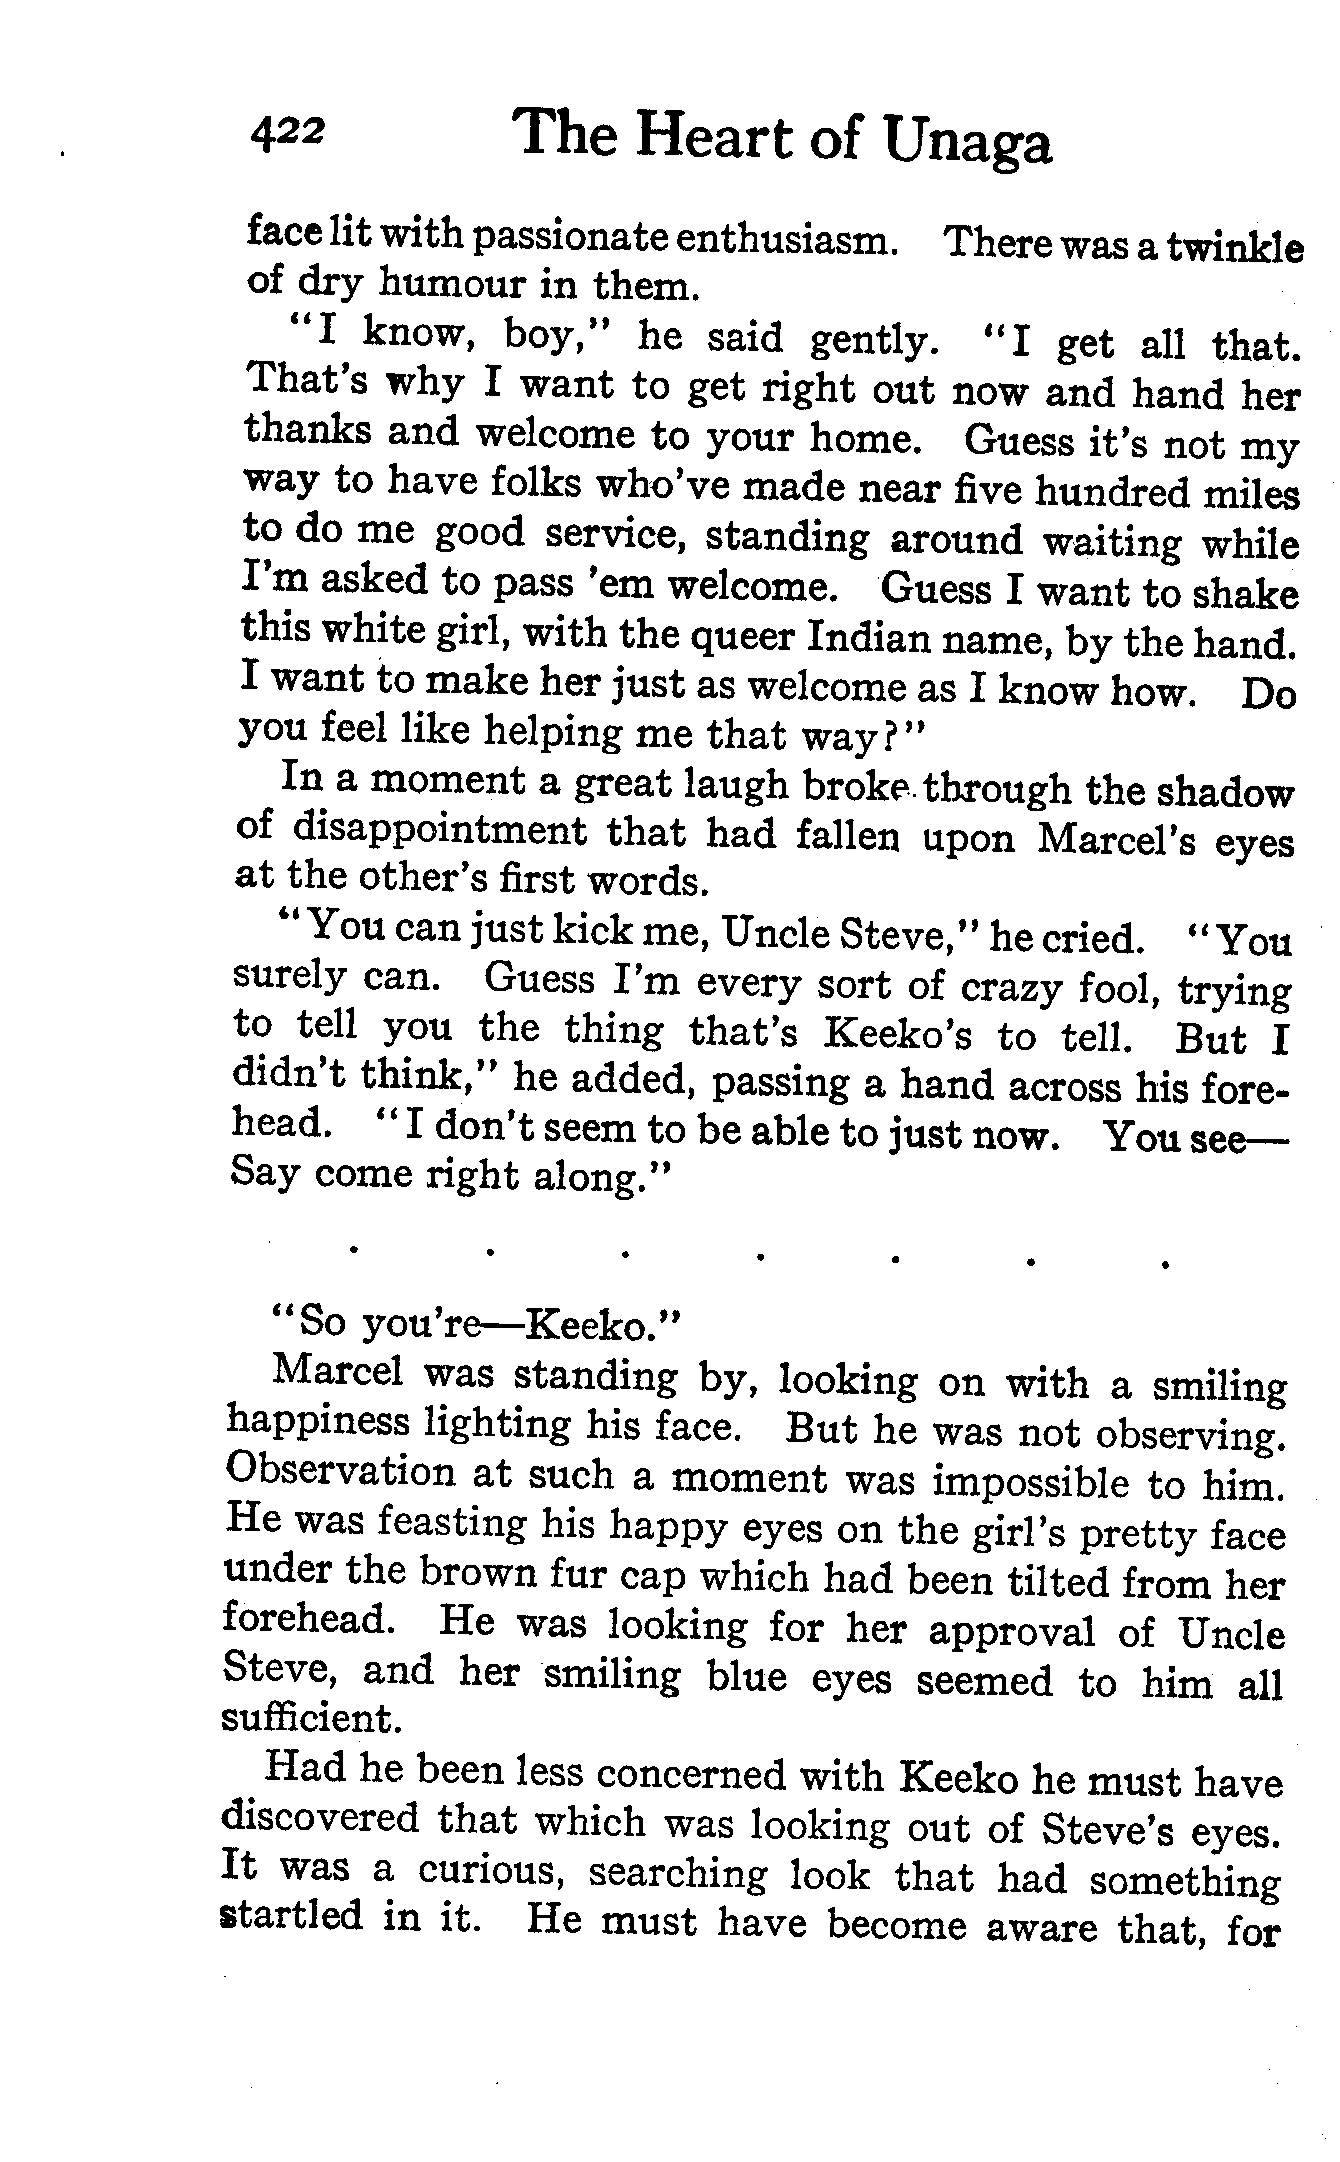 422 The Heart of Unaga
face lit with passionate enthusiasm. There was a twinkle
of dry humour in them.
"I know, boy," he said gently. "I get all that.
That's why I want to get right out now and hand her
thanks and welcome to your home. Guess it's not my
way to have folks who've made near five hundred miles
to do me good service, standing around waiting while
I'm asked to pass 'em welcome. Guess I want to shake
this white girl, with the queer Indian name, by the hand.
I want to make her just as welcome as I know how. Do
you feel like helping me that way?"
In a moment a great laugh broke through the shadow
of disappointment that had fallen upon Marcel's eyes
at the other's first words.
"You can just kick me, Uncle Steve," he cried. "You
surely can. Guess I'm every sort of crazy fool, trying
to tell you the thing that's Keeko's to tell. But I
didn't think," he added, passing a hand across his fore-
head. "I don't seem to be able to just now. You see—
Say come right along."
. . . . . . .
"So you're—Keeko."
Marcel was standing by, looking on with a smiling
happiness lighting his face. But he was not observing.
Observation at such a moment was impossible to him.
He was feasting his happy eyes on the girl's pretty face
under the brown fur cap which had been tilted from her
forehead. He was looking for her approval of Uncle
Steve, and her smiling blue eyes seemed to him all
sufficient.
Had he been less concerned with Keeko he must have
discovered that which was looking out of Steve's eyes.
It was a curious, searching look that had something
startled in it. He must have become aware that, for